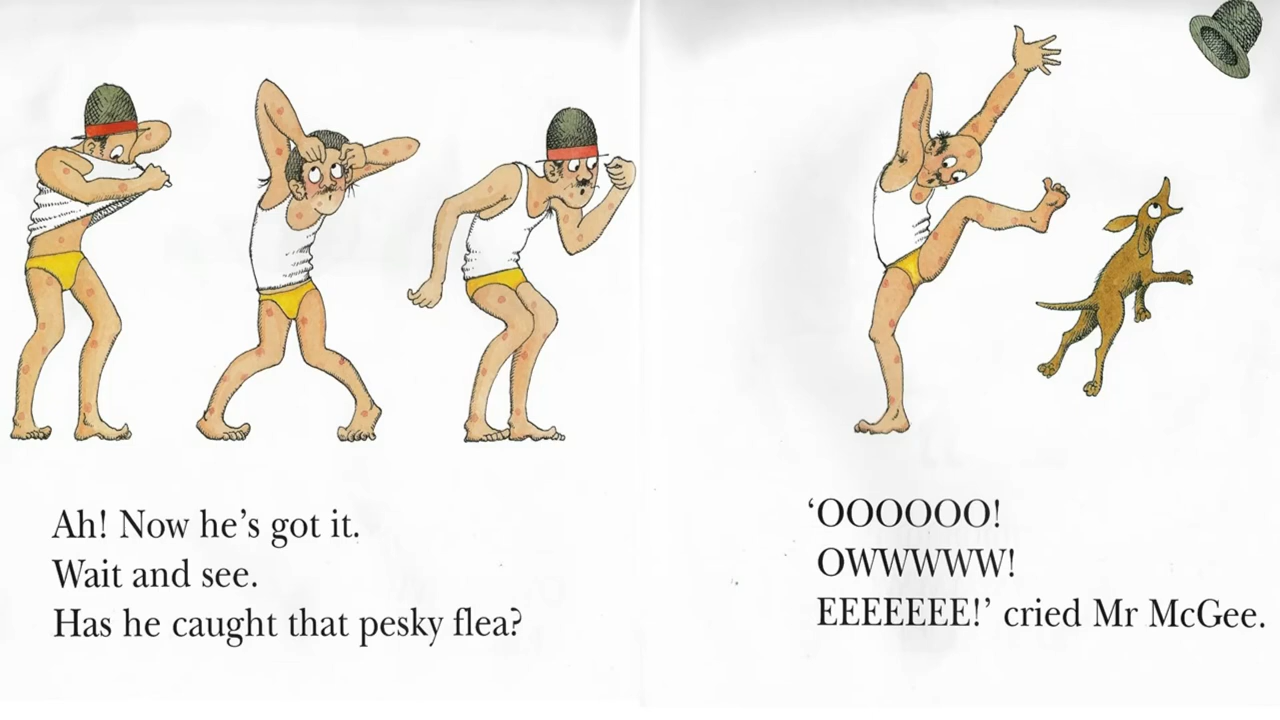 Ah! Now he's got it.
Wait and see.
Has he caught that pesky flea?
‘OOOOOO!
OWWWWW!
EEEEEEE!’ cried Mr McGee.